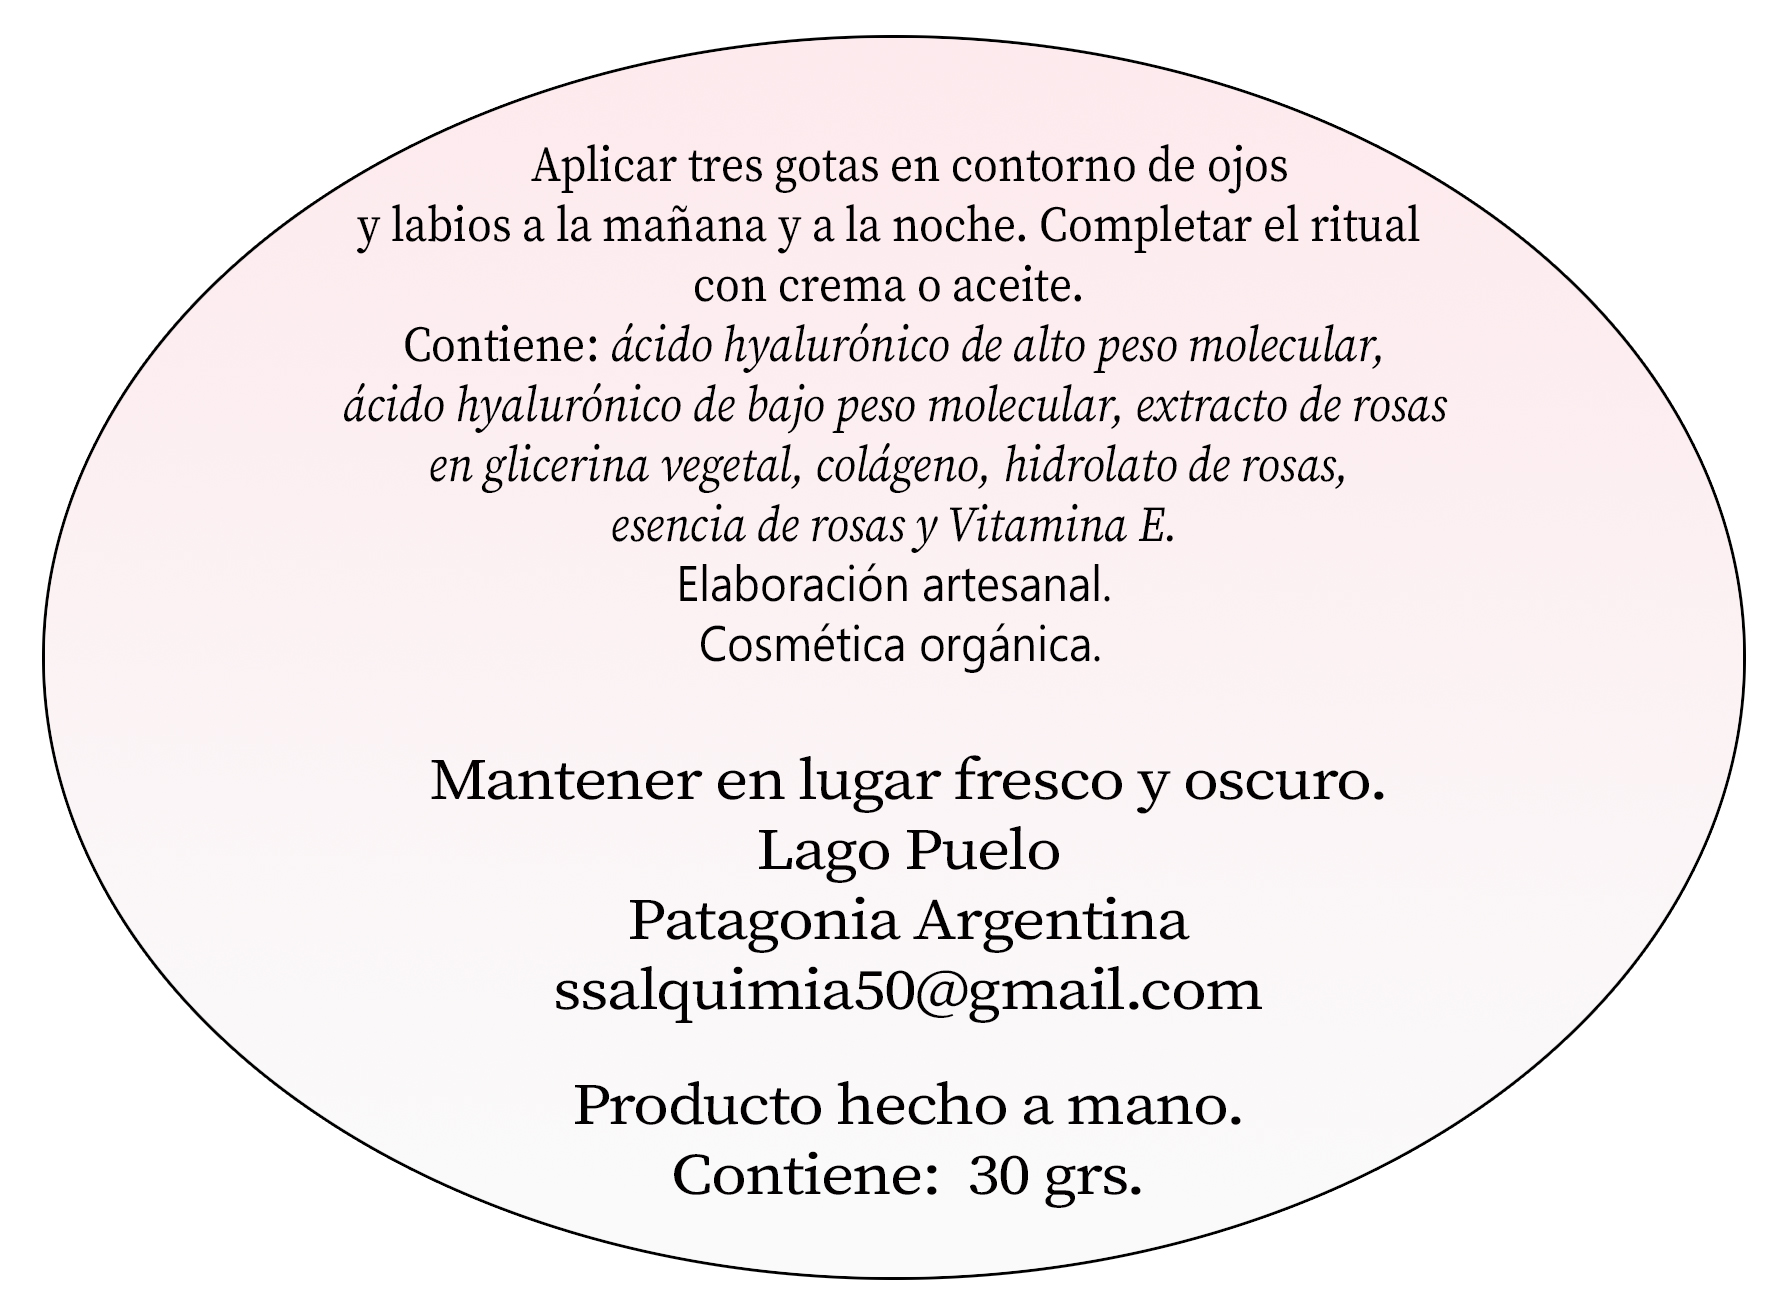 Aplicar tres gotas en contorno de ojos
y labios a la mañana y a la noche. Completar el ritual
con crema o aceite.
Contiene: ácido hyalurónico de alto peso molecular,
ácido hyalurónico de bajo peso molecular, extracto de rosas
en glicerina vegetal, colágeno, hidrolato de rosas,
esencia de rosas y Vitamina E.
Elaboración artesanal.
Cosmética orgánica.
Mantener en lugar fresco y oscuro.
Lago Puelo
Patagonia Argentina
ssalquimia50@gmail.com
Producto hecho a mano.
Contiene: 30 grs.